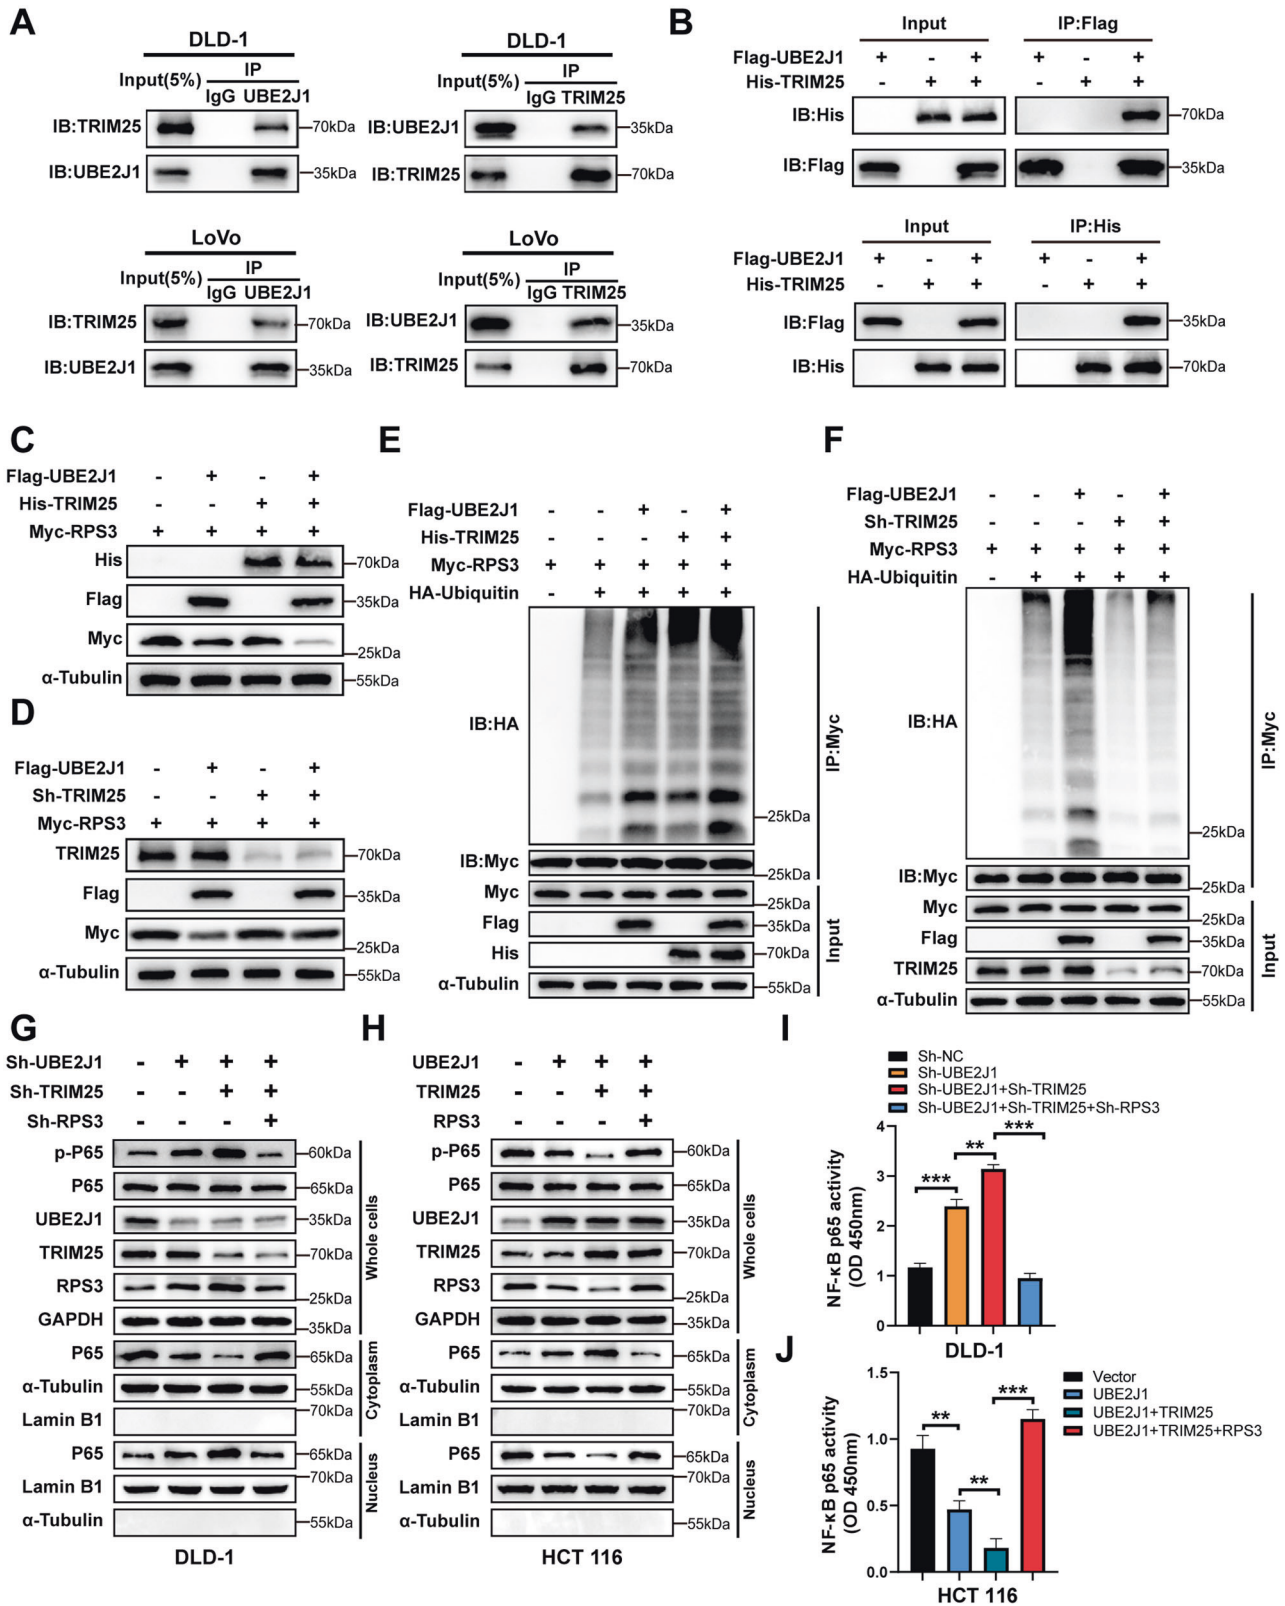 A
DLD-1
Input(5%) IP
IgG UBE2J1
IB:TRIM25 70kDa
IB:UBE2J1 35kDa
DLD-1
Input(5%) IP
IgG TRIM25
IB:UBE2J1 35kDa
IB:TRIM25 70kDa
LoVo
Input(5%) IP
IgG UBE2J1
IB:TRIM25 70kDa
IB:UBE2J1 35kDa
LoVo
Input(5%) IP
IgG TRIM25
IB:UBE2J1 35kDa
IB:TRIM25 70kDa
B
Input IP:Flag
Flag-UBE2J1 + - + + - +
His-TRIM25 - + + - + +
IB:His 70kDa
IB:Flag 35kDa
Input IP:His
Flag-UBE2J1 + - + + - +
His-TRIM25 - + + - + +
IB:Flag 35kDa
IB:His 70kDa
C
Flag-UBE2J1 - + - +
His-TRIM25 - - + +
Myc-RPS3 + + + +
His 70kDa
Flag 35kDa
Myc 25kDa
α-Tubulin 55kDa
D
Flag-UBE2J1 - + - +
Sh-TRIM25 - - + +
Myc-RPS3 + + + +
TRIM25 70kDa
Flag 35kDa
Myc 25kDa
α-Tubulin 55kDa
E
Flag-UBE2J1 - - + - +
His-TRIM25 - - - + +
Myc-RPS3 + + + + +
HA-Ubiquitin - + + + +
IB:HA 25kDa
IB:Myc 25kDa
IP:Myc
Myc 25kDa
Flag 35kDa
His 70kDa
α-Tubulin 55kDa
Input
F
Flag-UBE2J1 - - + - +
Sh-TRIM25 - - - + +
Myc-RPS3 + + + + +
HA-Ubiquitin - + + + +
IB:HA 25kDa
IB:Myc 25kDa
IP:Myc
Myc 25kDa
Flag 35kDa
TRIM25 70kDa
α-Tubulin 55kDa
Input
G
Sh-UBE2J1 - + + +
Sh-TRIM25 - - + +
Sh-RPS3 - - - +
p-P65 60kDa
P65 65kDa
UBE2J1 35kDa
TRIM25 70kDa
RPS3 25kDa
GAPDH 35kDa
Whole cells
P65 65kDa
α-Tubulin 55kDa
Lamin B1 70kDa
Cytoplasm
P65 65kDa
Lamin B1 70kDa
α-Tubulin 55kDa
Nucleus
DLD-1
H
UBE2J1 - + + +
TRIM25 - - + +
RPS3 - - - +
p-P65 60kDa
P65 65kDa
UBE2J1 35kDa
TRIM25 70kDa
RPS3 25kDa
GAPDH 35kDa
Whole cells
P65 65kDa
α-Tubulin 55kDa
Lamin B1 70kDa
Cytoplasm
P65 65kDa
Lamin B1 70kDa
α-Tubulin 55kDa
Nucleus
HCT 116
I
Sh-NC
Sh-UBE2J1
Sh-UBE2J1+Sh-TRIM25
Sh-UBE2J1+Sh-TRIM25+Sh-RPS3
NF-κB p65 activity
(OD 450nm)
4
3
2
1
0
*** ** ***
DLD-1
J
Vector
UBE2J1
UBE2J1+TRIM25
UBE2J1+TRIM25+RPS3
NF-κB p65 activity
(OD 450nm)
1.5
1.0
0.5
0.0
** ** ***
HCT 116